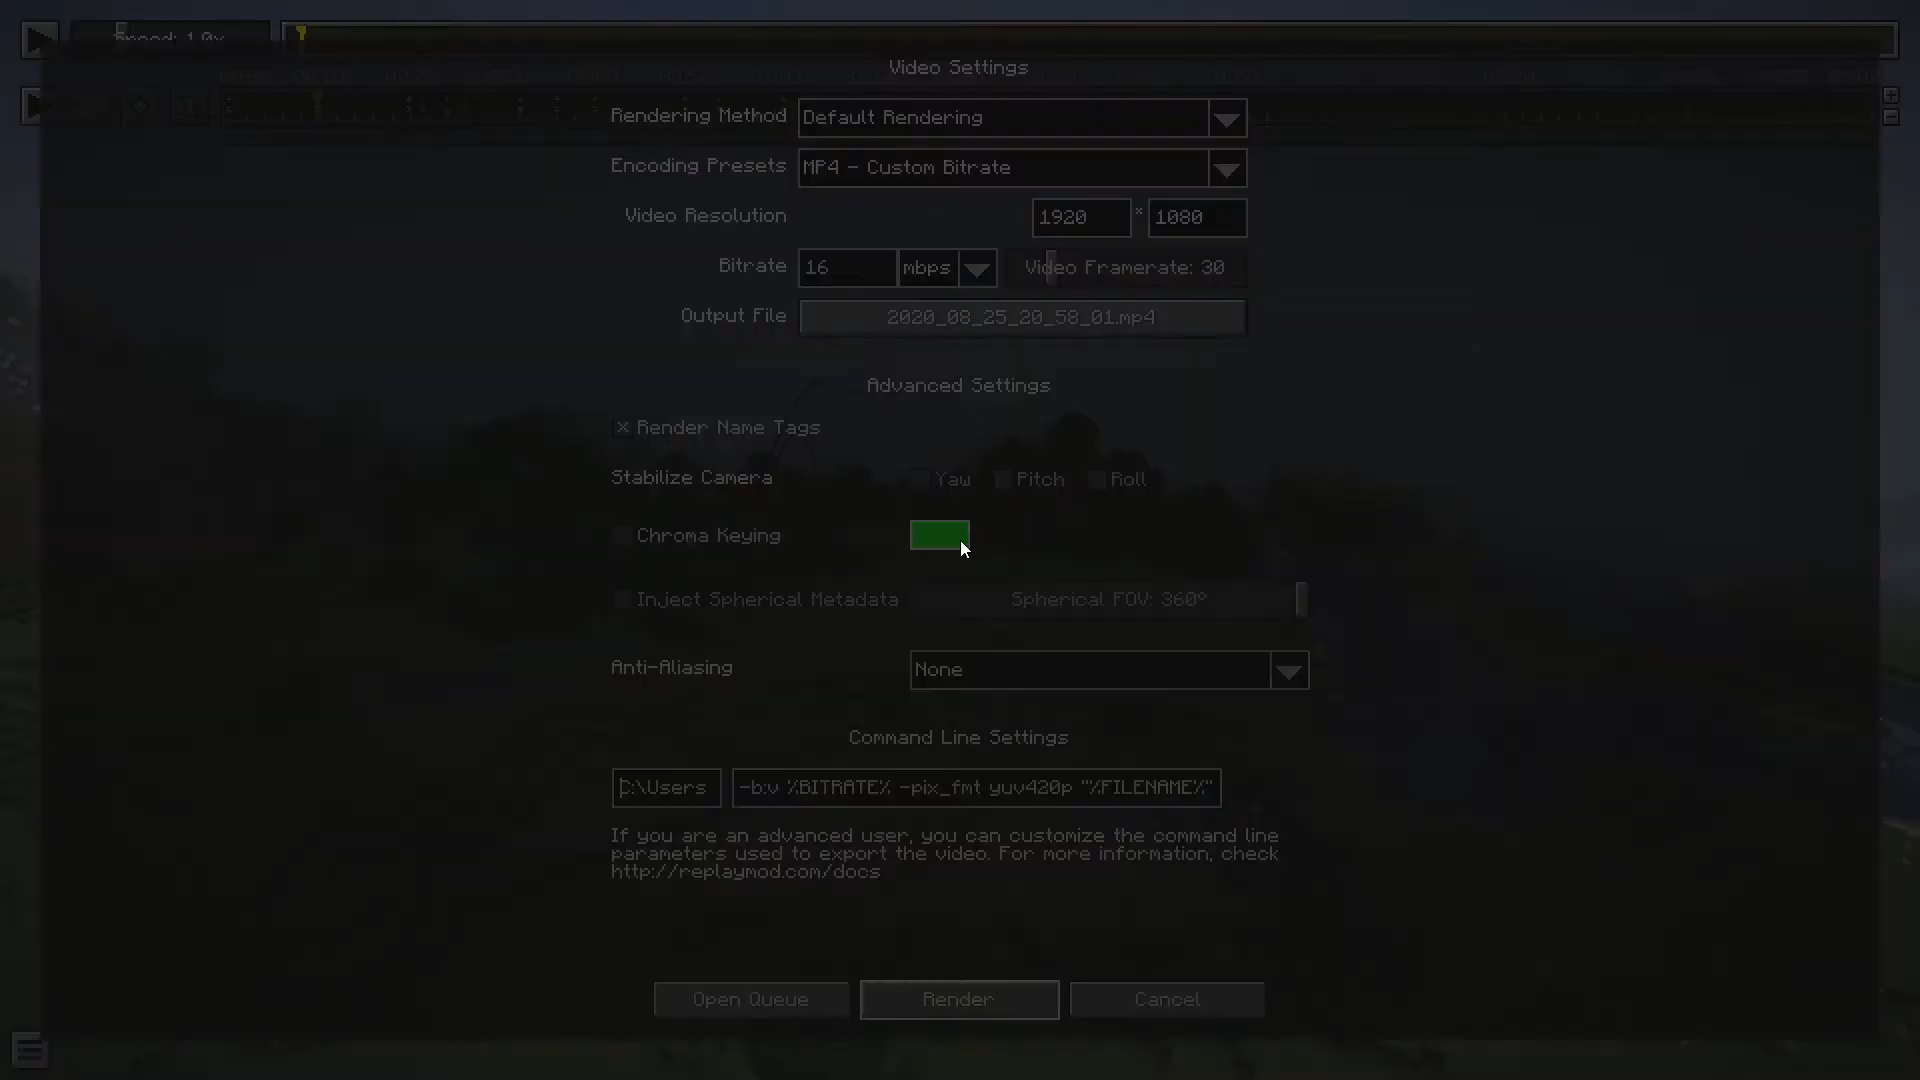 Speed: 1.0x
Video Settings
Rendering Method Default Rendering
Encoding Presets MP4 - Custom Bitrate
Video Resolution 1920 x 1080
Bitrate 16 mbps Video Framerate: 30
Output File 2020_08_25_20_58_01.mp4
Advanced Settings
x Render Name Tags
Stabilize Camera Yaw Pitch Roll
Chroma Keying
Inject Spherical Metadata Spherical FOV: 360°
Anti-Aliasing None
Command Line Settings
C:\Users -b:v %BITRATE% -pix_fmt yuv420p "%FILENAME%"
If you are an advanced user, you can customize the command line
parameters used to export the video. For more information, check
http://replaymod.com/docs
Open Queue Render Cancel